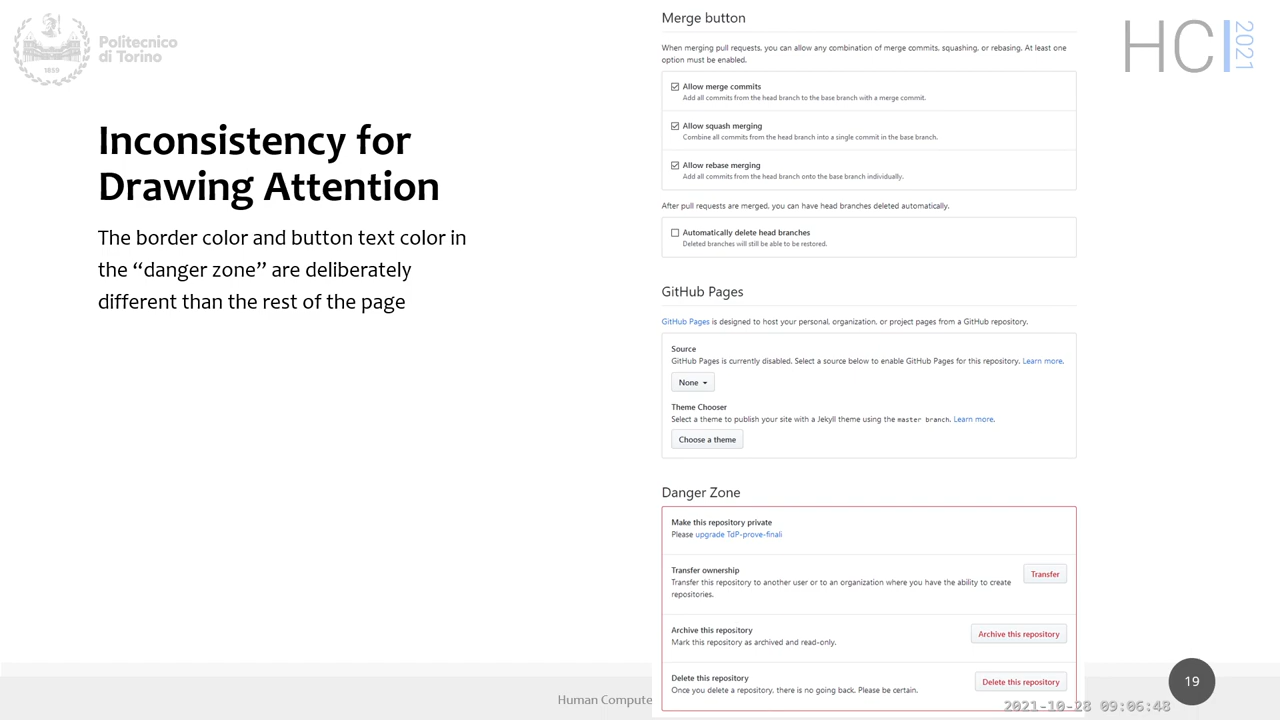 Politecnico
di Torino
1859
HCI
2021
Inconsistency for
Drawing Attention
The border color and button text color in
the “danger zone” are deliberately
different than the rest of the page
Merge button
When merging pull requests, you can allow any combination of merge commits, squashing, or rebasing. At least one
option must be enabled.
Allow merge commits
Add all commits from the head branch to the base branch with a merge commit.
Allow squash merging
Combine all commits from the head branch into a single commit in the base branch.
Allow rebase merging
Add all commits from the head branch onto the base branch individually.
After pull requests are merged, you can have head branches deleted automatically.
Automatically delete head branches
Deleted branches will still be able to be restored.
GitHub Pages
GitHub Pages is designed to host your personal, organization, or project pages from a GitHub repository.
Source
GitHub Pages is currently disabled. Select a source below to enable GitHub Pages for this repository. Learn more.
None
Theme Chooser
Select a theme to publish your site with a Jekyll theme using the master branch. Learn more.
Choose a theme
Danger Zone
Make this repository private
Please upgrade TdP-prove-finali
Transfer ownership
Transfer this repository to another user or to an organization where you have the ability to create
repositories.
Transfer
Archive this repository
Mark this repository as archived and read-only.
Archive this repository
Delete this repository
Once you delete a repository, there is no going back. Please be certain.
Delete this repository
Human Compute
19
2021-10-28 09:06:48